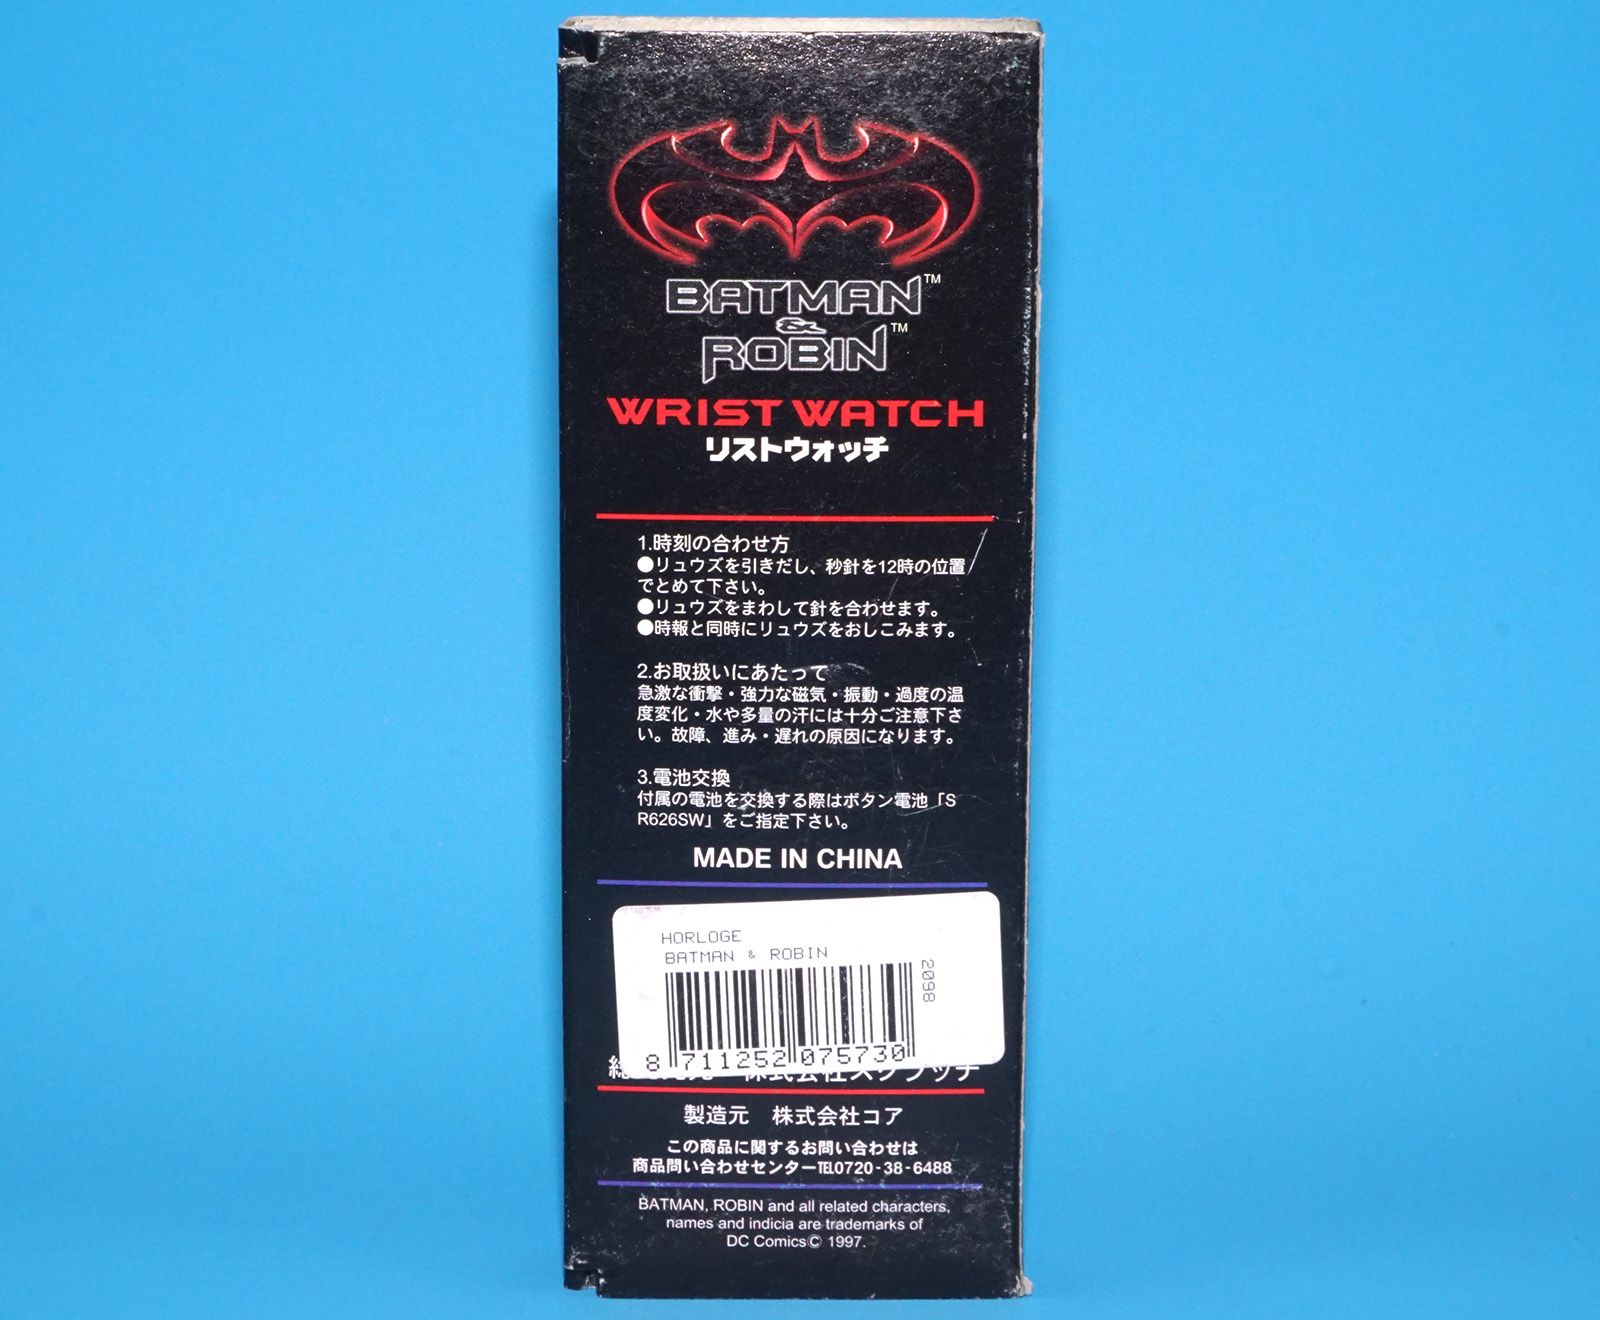 BATMAN™
&
ROBIN™
WRIST WATCH
リストウォッチ
1.時刻の合わせ方
●リュウズを引きだし、秒針を12時の位置
でとめて下さい。
●リュウズをまわして針を合わせます。
●時報と同時にリュウズをおしこみます。
2.お取扱いにあたって
急激な衝撃・強力な磁気・振動・過度の温
度変化・水や多量の汗には十分ご注意下さ
い。故障、進み・遅れの原因になります。
3.電池交換
付属の電池を交換する際はボタン電池「S
R626SW」をご指定下さい。
MADE IN CHINA
HORLOGE
BATMAN & ROBIN
2098
8 711252 075730
製造元 株式会社コア
この商品に関するお問い合わせは
商品問い合わせセンターTEL0720-38-6488
BATMAN, ROBIN and all related characters,
names and indicia are trademarks of
DC Comics© 1997.